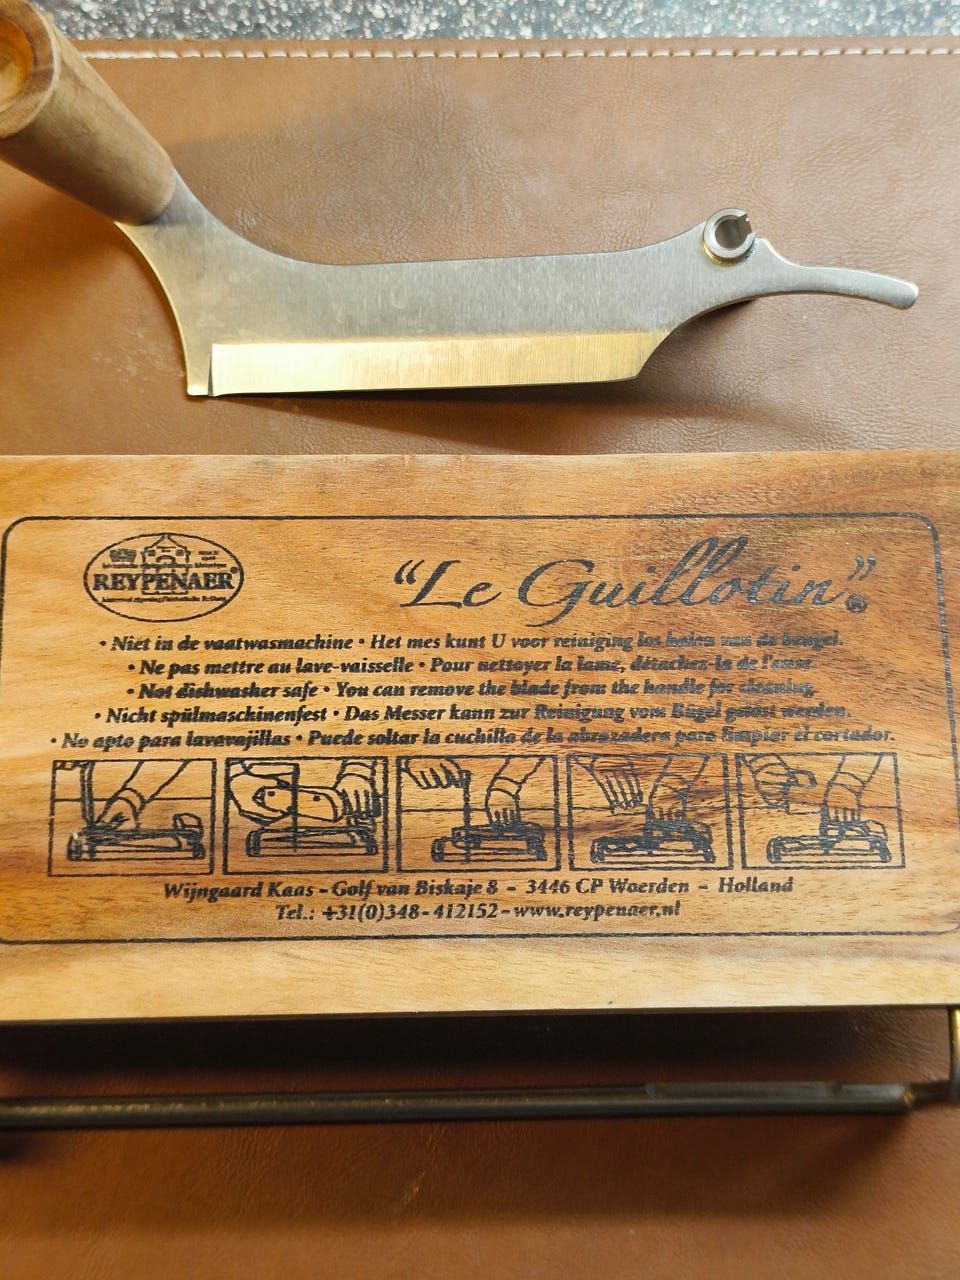 REYPENAER
"Le Guillotin"®
• Niet in de vaatwasmachine • Het mes kunt U voor reiniging los halen van de beugel.
• Ne pas mettre au lave-vaisselle • Pour nettoyer la lame, détachez-la de l'anse
• Not dishwasher safe • You can remove the blade from the handle for cleaning.
• Nicht spülmaschinenfest • Das Messer kann zur Reinigung vom Bügel gelöst werden.
• No apto para lavavajillas • Puede soltar la cuchilla de la abrazadera para limpiar el cortador.
Wijngaard Kaas - Golf van Biskaje 8 - 3446 CP Woerden - Holland
Tel.: +31(0)348-412152-www.reypenaer.nl